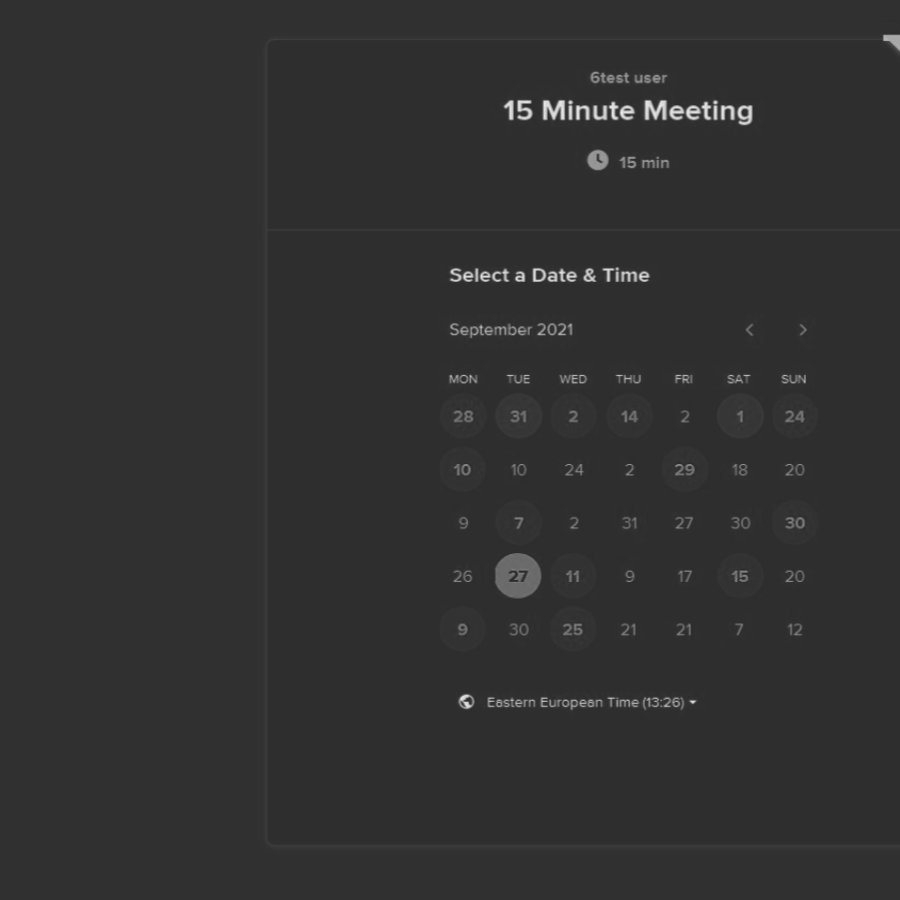 6test user
15 Minute Meeting
15 min
Select a Date & Time
September 2021
MON TUE WED THU FRI SAT SUN
28 31 2 14 2 1 24
10 10 24 2 29 18 20
9 7 2 31 27 30 30
26 27 11 9 17 15 20
9 30 25 21 21 7 12
Eastern European Time (13:26)